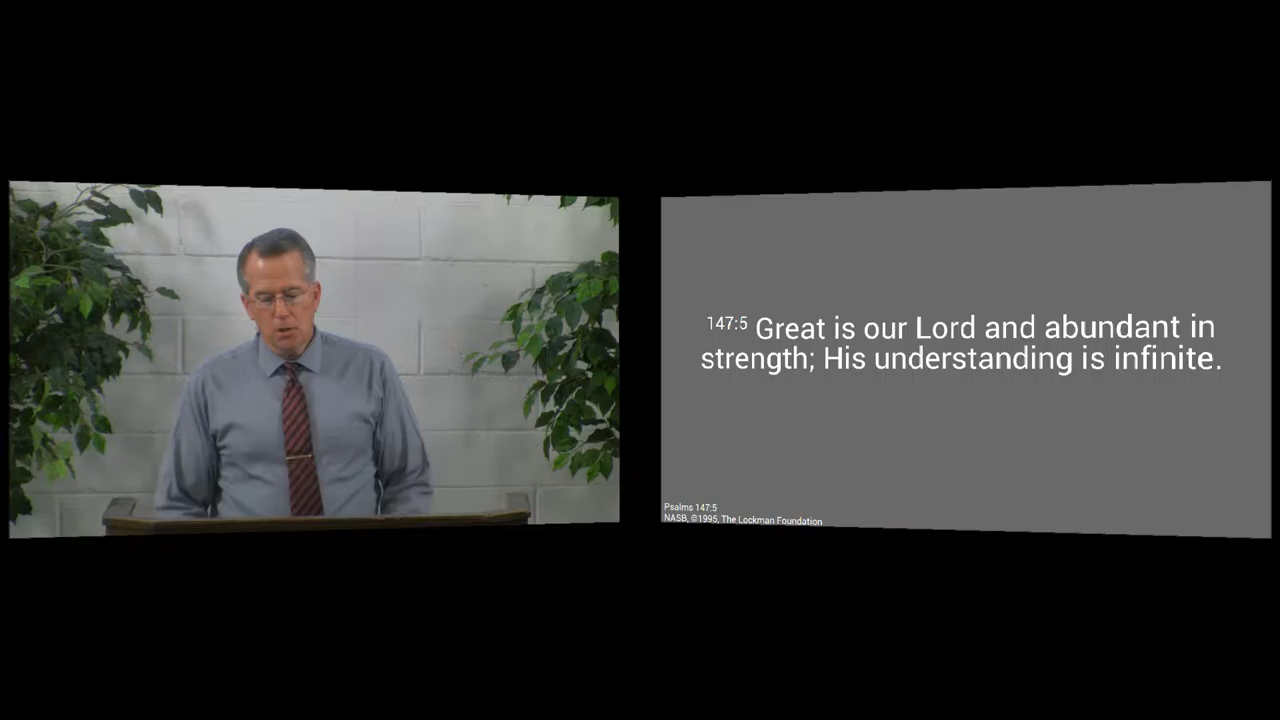 147:5 Great is our Lord and abundant in
strength; His understanding is infinite.
Psalms 147:5
NASB, ©1995, The Lockman Foundation